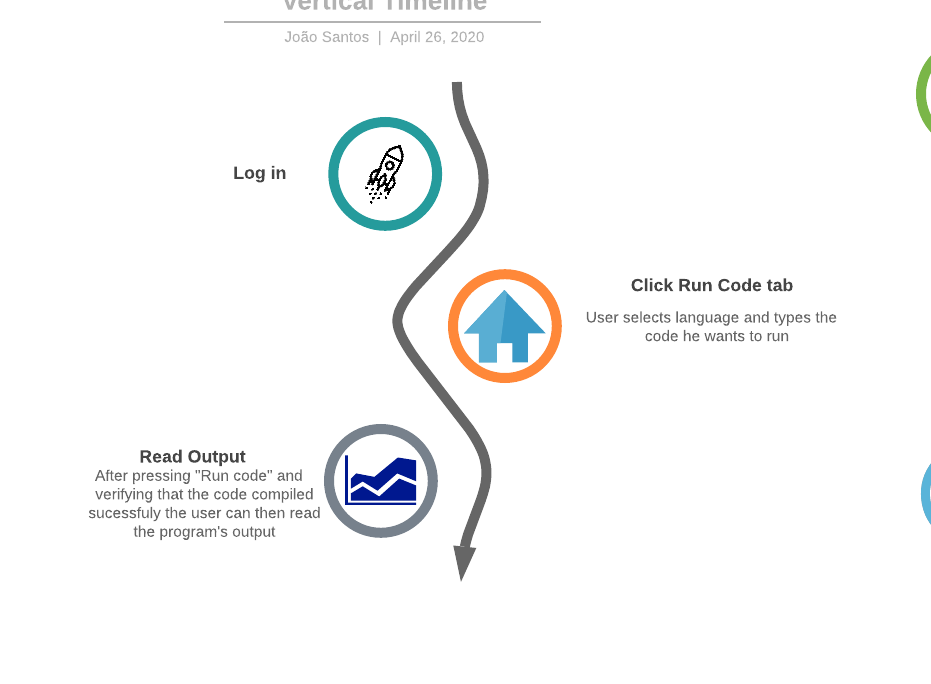 Vertical Timeline
João Santos | April 26, 2020
Log in
Click Run Code tab
User selects language and types the
code he wants to run
Read Output
After pressing "Run code" and
verifying that the code compiled
sucessfuly the user can then read
the program's output